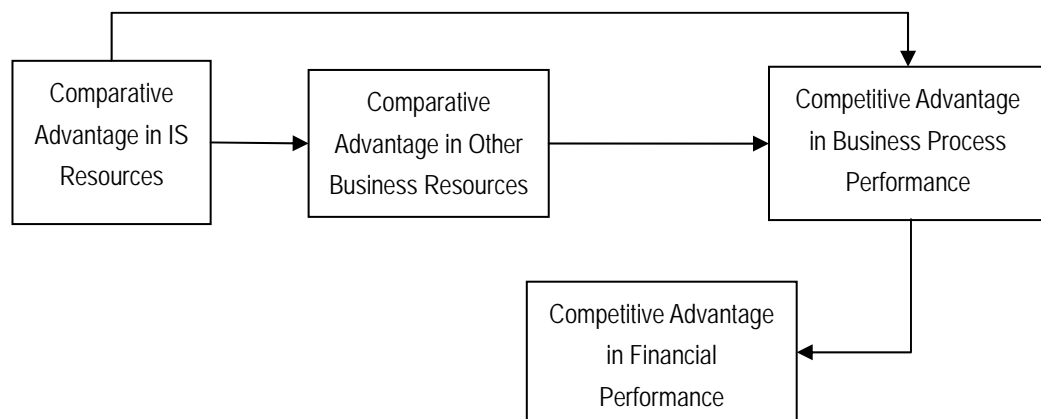 Comparative
Advantage in IS
Resources
Comparative
Advantage in Other
Business Resources
Competitive Advantage
in Business Process
Performance
Competitive Advantage
in Financial
Performance